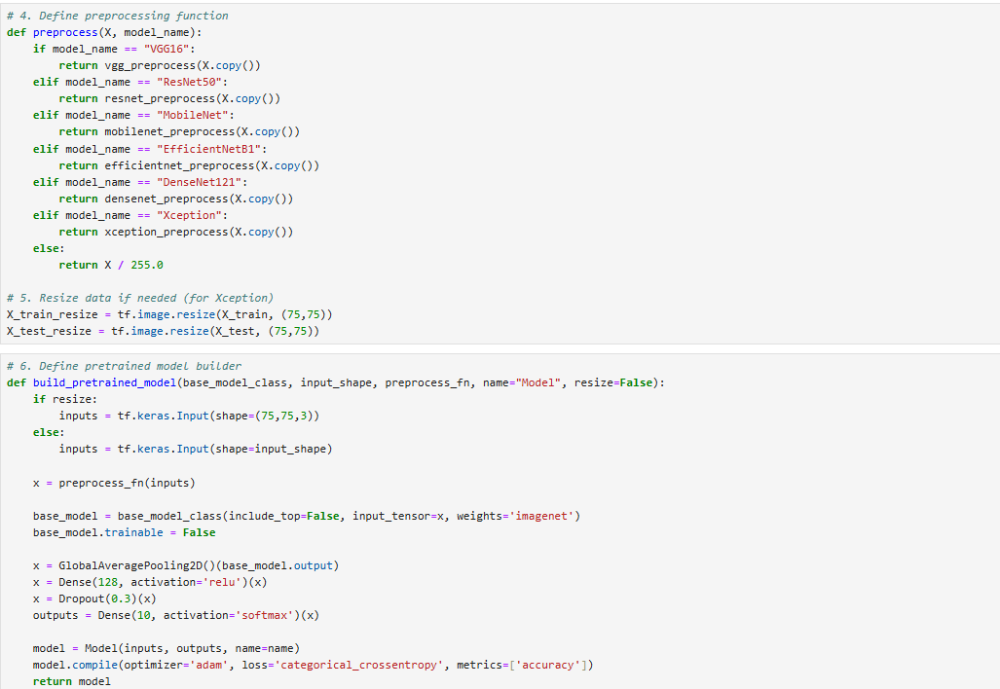 # 4. Define preprocessing function
def preprocess(X, model_name):
    if model_name == "VGG16":
        return vgg_preprocess(X.copy())
    elif model_name == "ResNet50":
        return resnet_preprocess(X.copy())
    elif model_name == "MobileNet":
        return mobilenet_preprocess(X.copy())
    elif model_name == "EfficientNetB1":
        return efficientnet_preprocess(X.copy())
    elif model_name == "DenseNet121":
        return densenet_preprocess(X.copy())
    elif model_name == "Xception":
        return xception_preprocess(X.copy())
    else:
        return X / 255.0

# 5. Resize data if needed (for Xception)
X_train_resize = tf.image.resize(X_train, (75,75))
X_test_resize = tf.image.resize(X_test, (75,75))

# 6. Define pretrained model builder
def build_pretrained_model(base_model_class, input_shape, preprocess_fn, name="Model", resize=False):
    if resize:
        inputs = tf.keras.Input(shape=(75,75,3))
    else:
        inputs = tf.keras.Input(shape=input_shape)

    x = preprocess_fn(inputs)

    base_model = base_model_class(include_top=False, input_tensor=x, weights='imagenet')
    base_model.trainable = False

    x = GlobalAveragePooling2D()(base_model.output)
    x = Dense(128, activation='relu')(x)
    x = Dropout(0.3)(x)
    outputs = Dense(10, activation='softmax')(x)

    model = Model(inputs, outputs, name=name)
    model.compile(optimizer='adam', loss='categorical_crossentropy', metrics=['accuracy'])
    return model